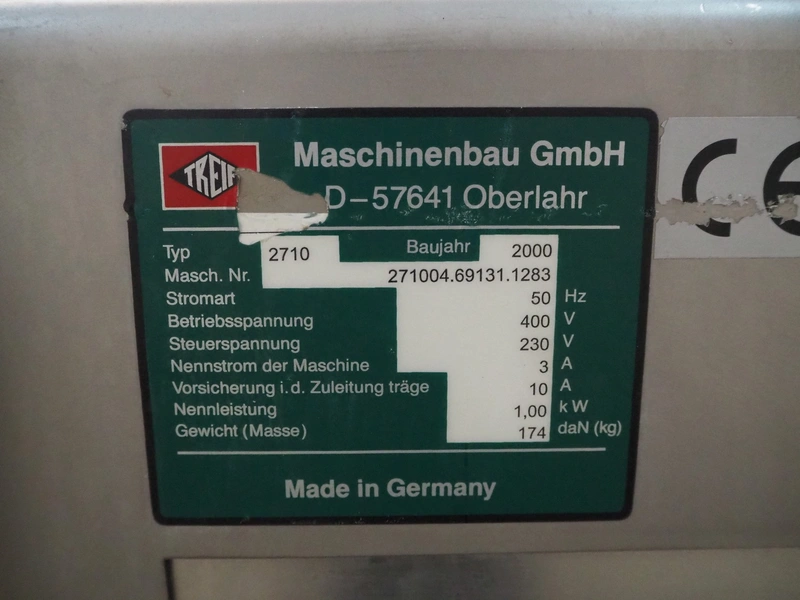 TREIF
Maschinenbau GmbH
D-57641 Oberlahr
Typ 2710 Baujahr 2000
Masch. Nr. 271004.69131.1283
Stromart 50 Hz
Betriebsspannung 400 V
Steuerspannung 230 V
Nennstrom der Maschine 3 A
Vorsicherung i.d. Zuleitung träge 10 A
Nennleistung 1,00 kW
Gewicht (Masse) 174 daN (kg)
Made in Germany
CE